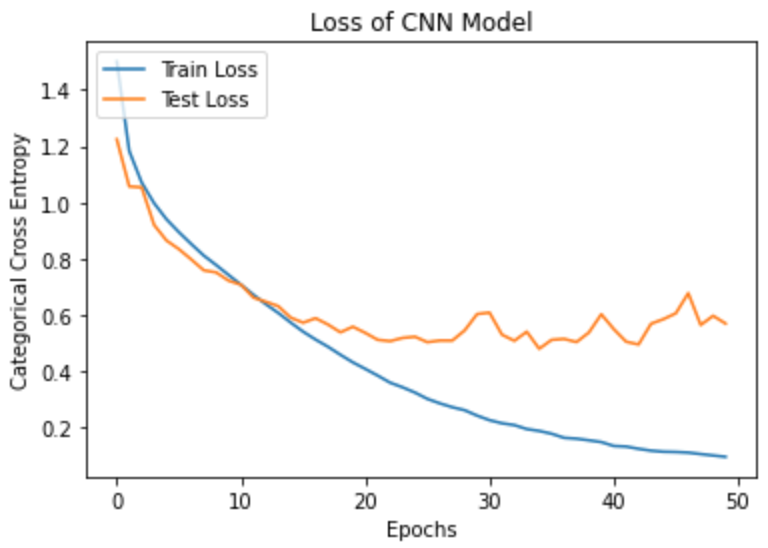 Loss of CNN Model
Train Loss
Test Loss
Categorical Cross Entropy
1.4
1.2
1.0
0.8
0.6
0.4
0.2
0 10 20 30 40 50
Epochs